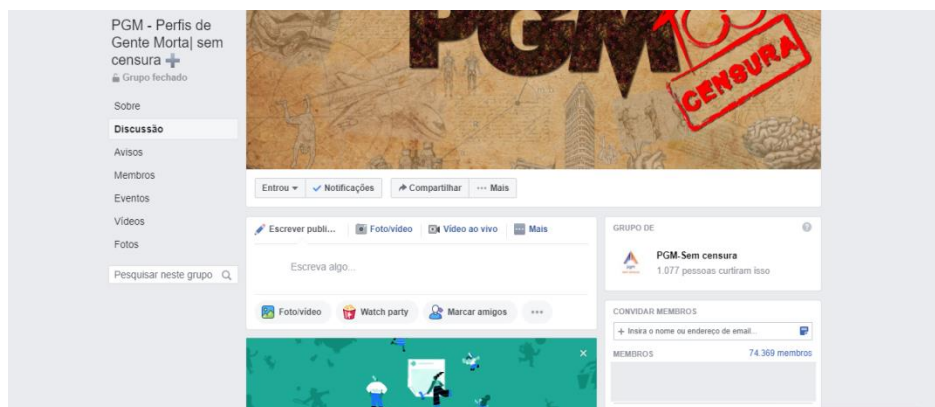 PGM - Perfis de
Gente Morta| sem
censura ➕
Grupo fechado
Sobre
Discussão
Avisos
Membros
Eventos
Vídeos
Fotos
Pesquisar neste grupo
PGM
CENSURA
Entrou
Notificações
Compartilhar
Mais
Escrever publi...
Foto/vídeo
Vídeo ao vivo
Mais
Escreva algo...
Foto/vídeo
Watch party
Marcar amigos
GRUPO DE
PGM-Sem censura
1.077 pessoas curtiram isso
CONVIDAR MEMBROS
+ Insira o nome ou endereço de email...
MEMBROS
74.369 membros